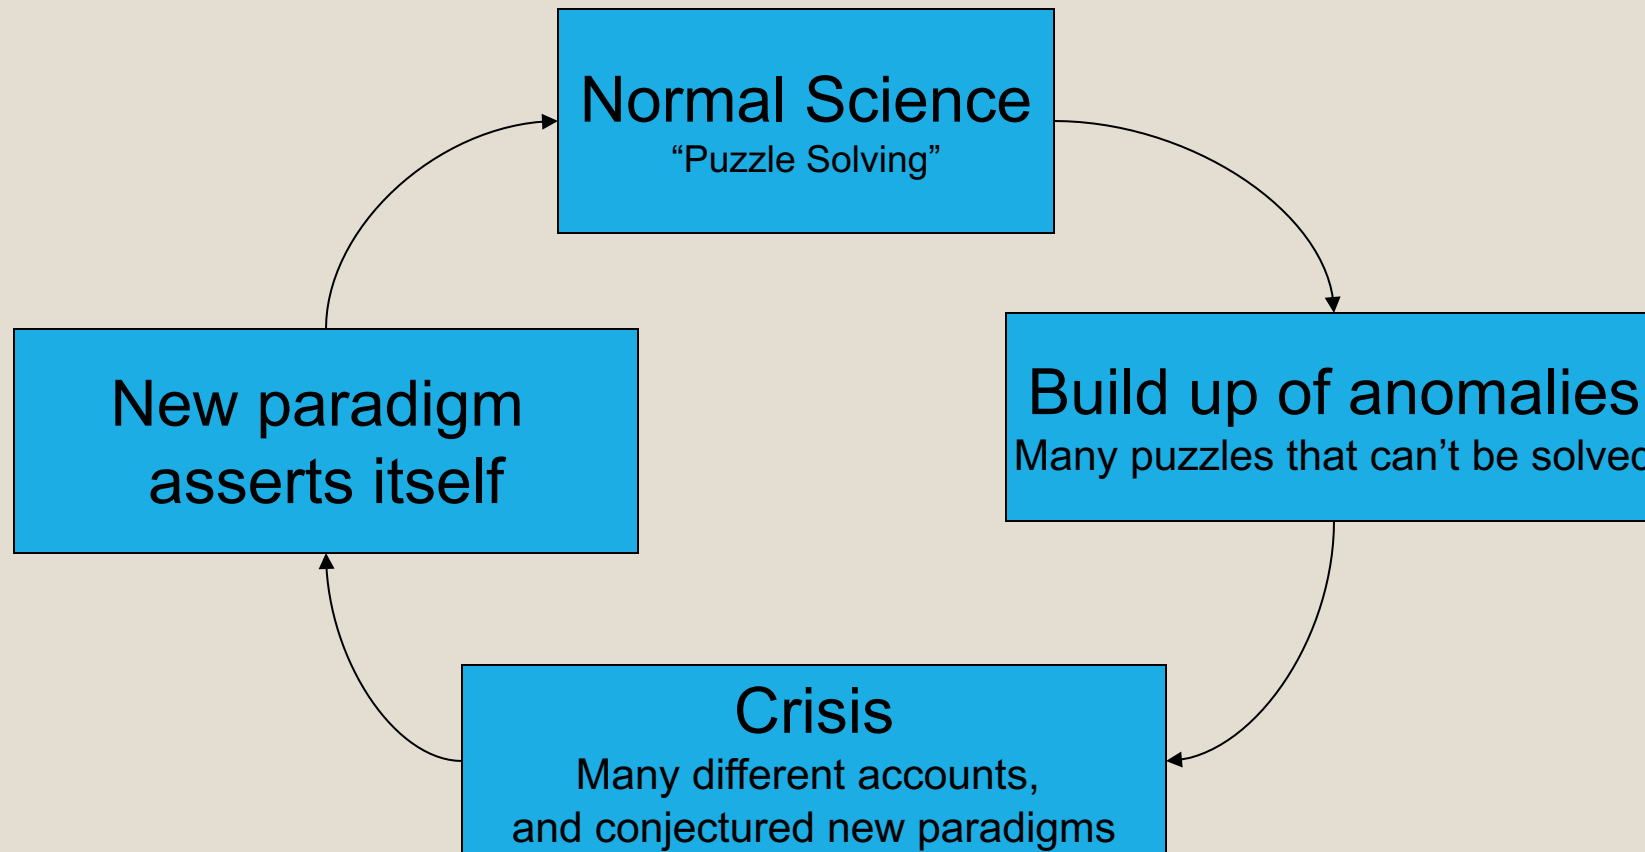 Normal Science
“Puzzle Solving”
New paradigm
asserts itself
Build up of anomalies
Many puzzles that can’t be solved
Crisis
Many different accounts,
and conjectured new paradigms